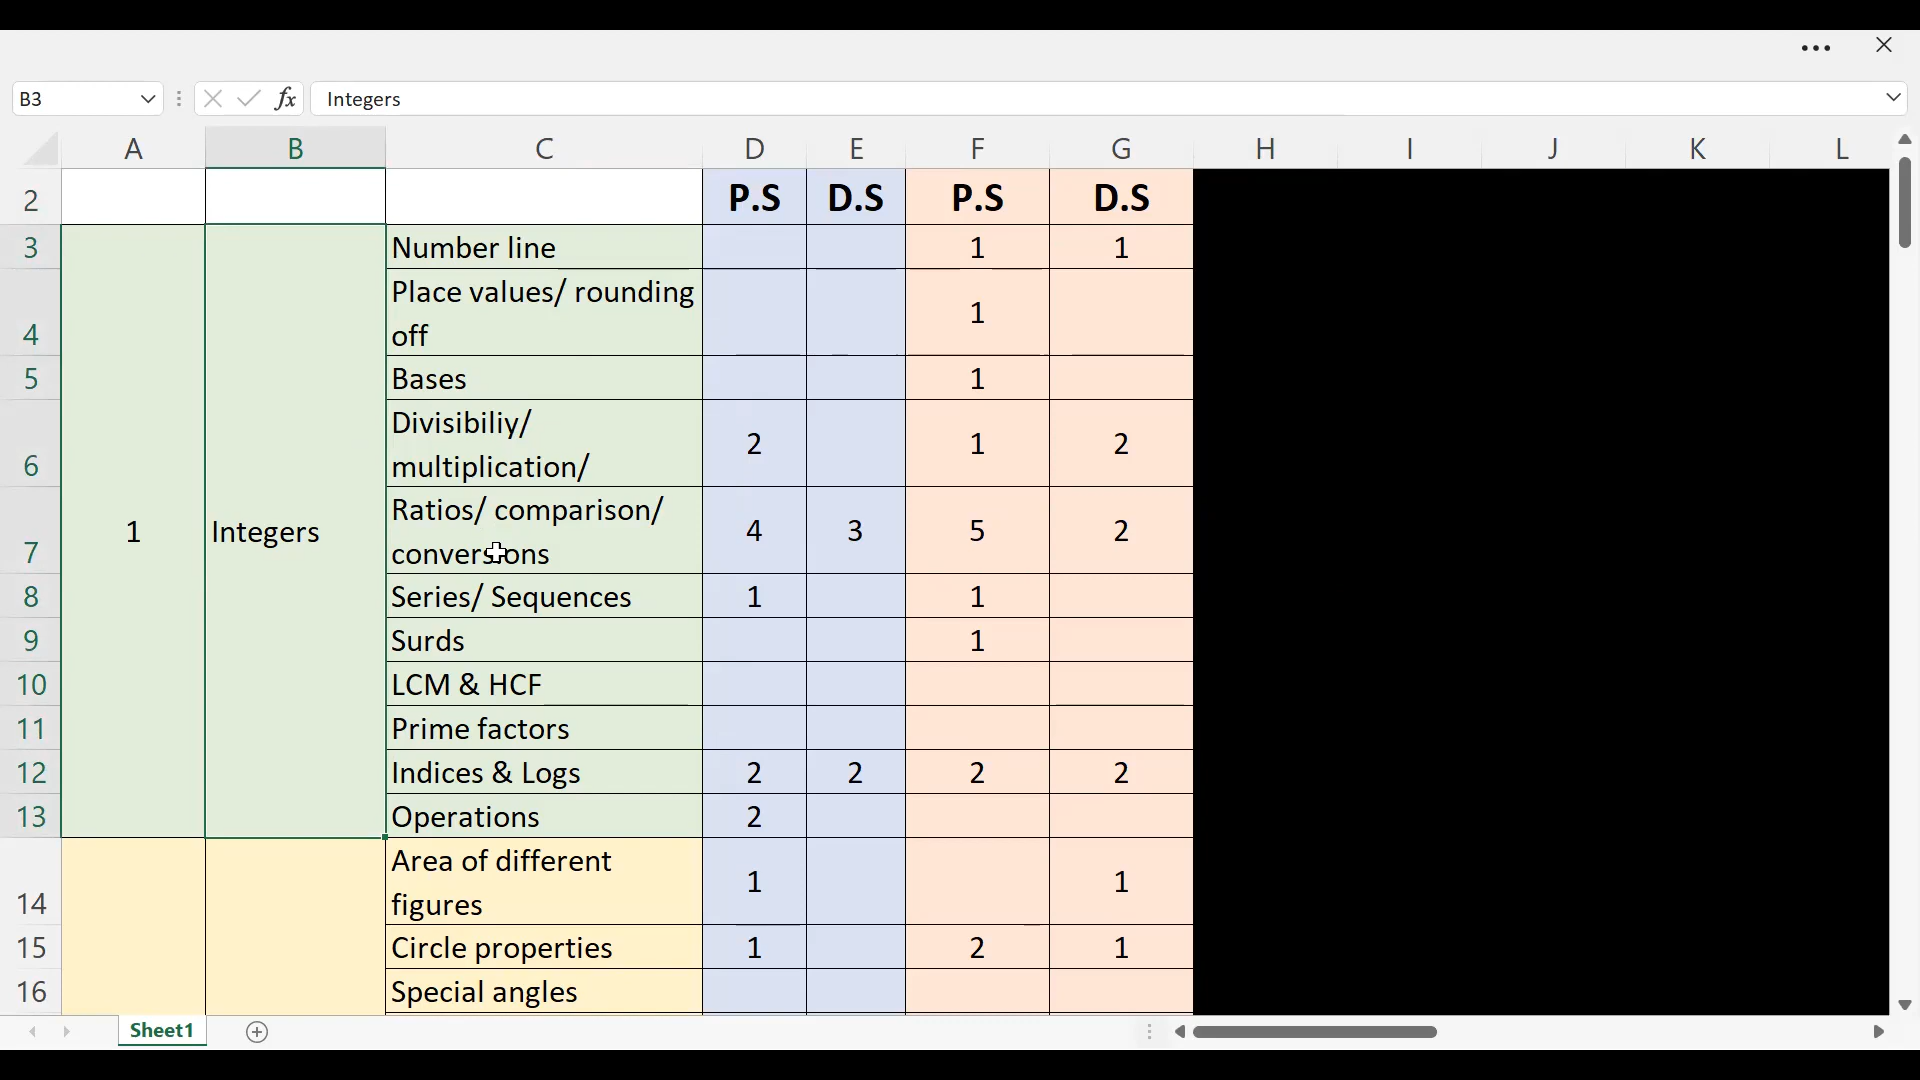 B3 fx Integers
A B C D E F G H I J K L
2 P.S D.S P.S D.S
3 Number line 1 1
Place values/ rounding
4 off 1
5 Bases 1
Divisibiliy/
6 multiplication/ 2 1 2
1 Integers
Ratios/ comparison/
7 conversions 4 3 5 2
8 Series/ Sequences 1 1
9 Surds 1
10 LCM & HCF
11 Prime factors
12 Indices & Logs 2 2 2 2
13 Operations 2
Area of different
14 figures 1 1
15 Circle properties 1 2 1
16 Special angles
Sheet1